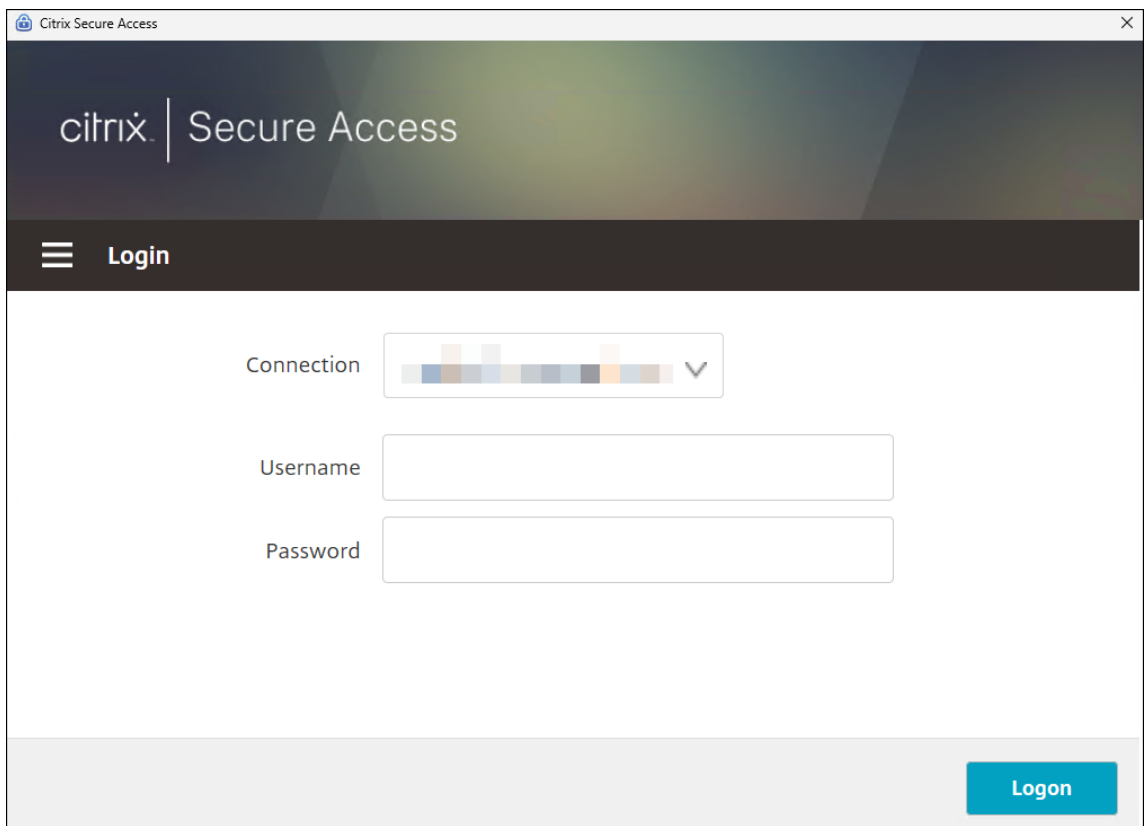 Citrix Secure Access
citrix | Secure Access
Login
Connection
Username
Password
Logon